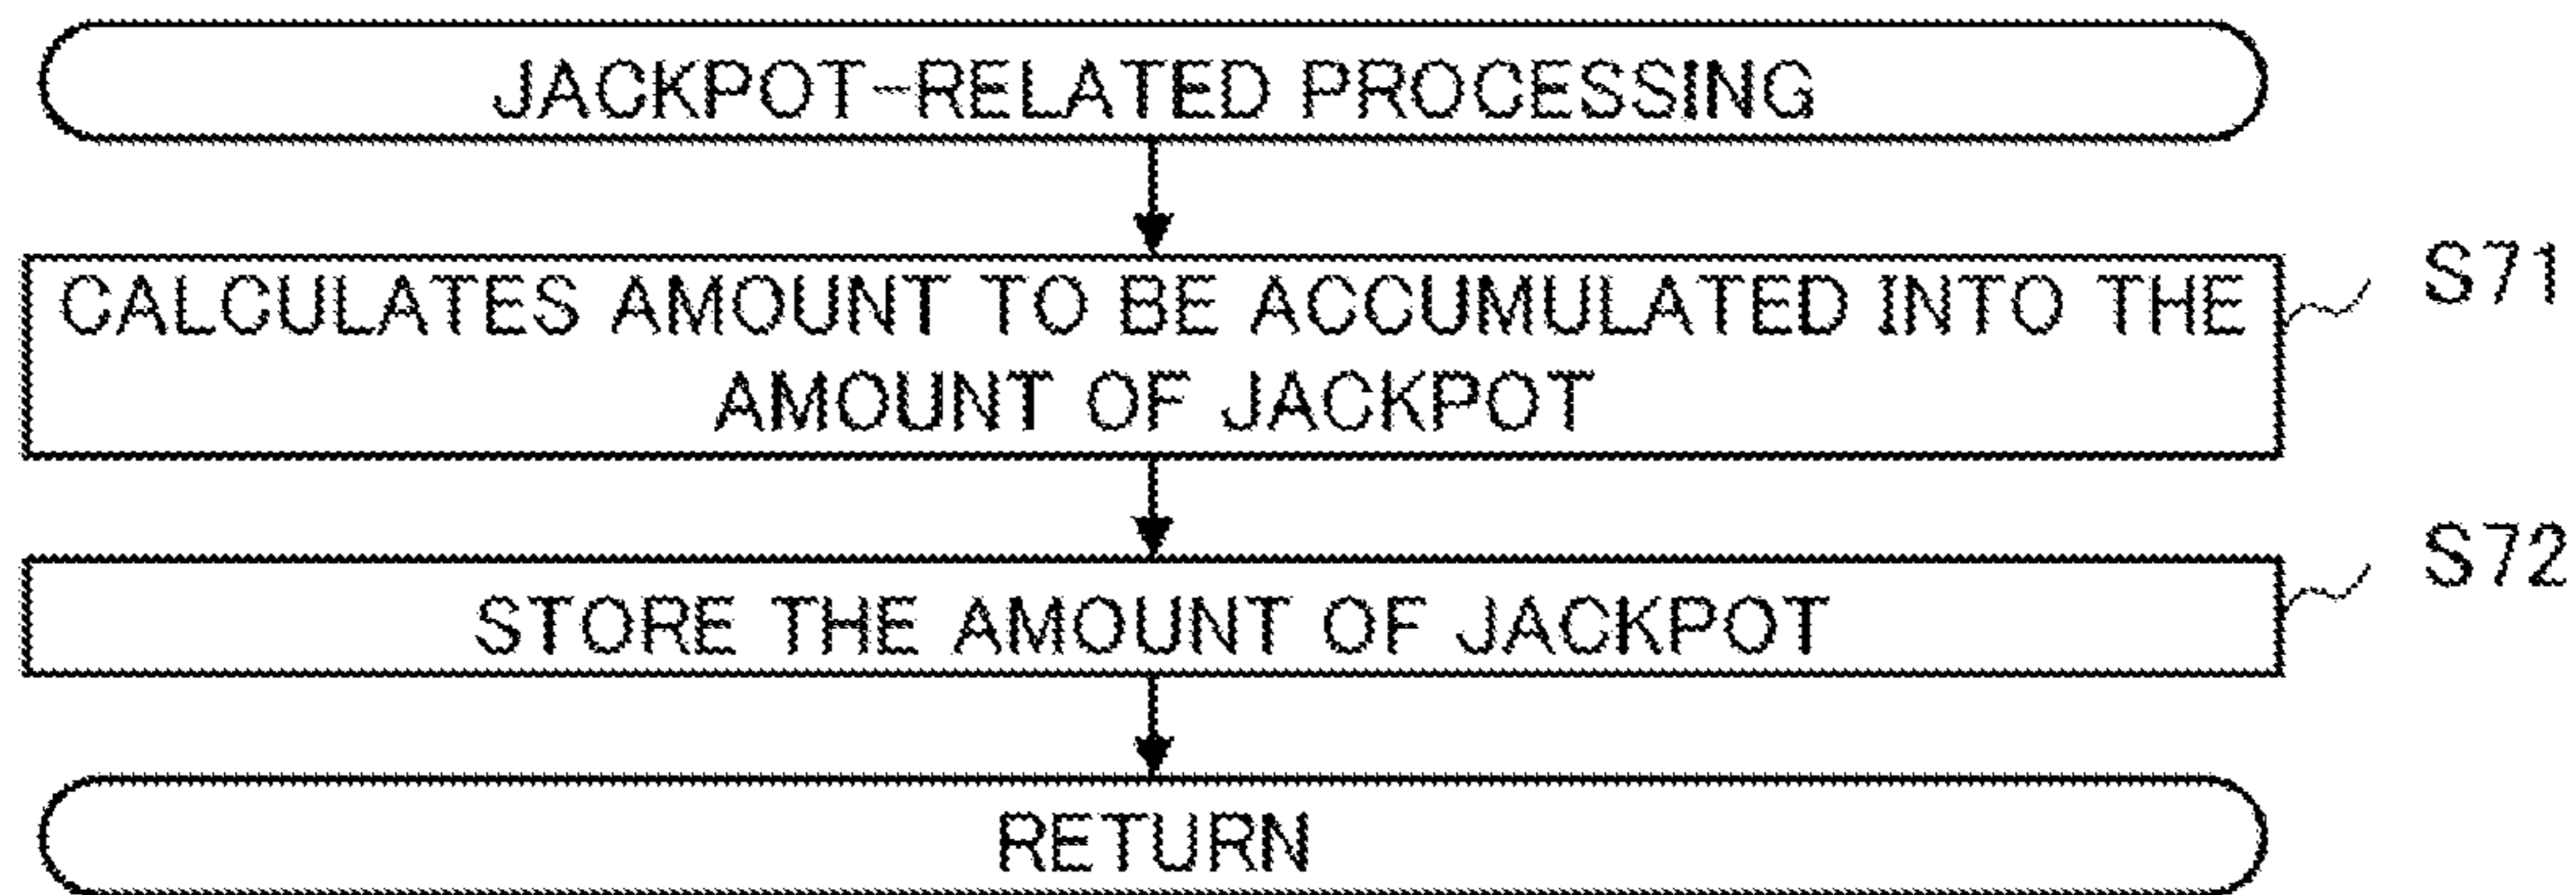 JACKPOT-RELATED PROCESSING
CALCULATES AMOUNT TO BE ACCUMULATED INTO THE
AMOUNT OF JACKPOT
S71
STORE THE AMOUNT OF JACKPOT
S72
RETURN